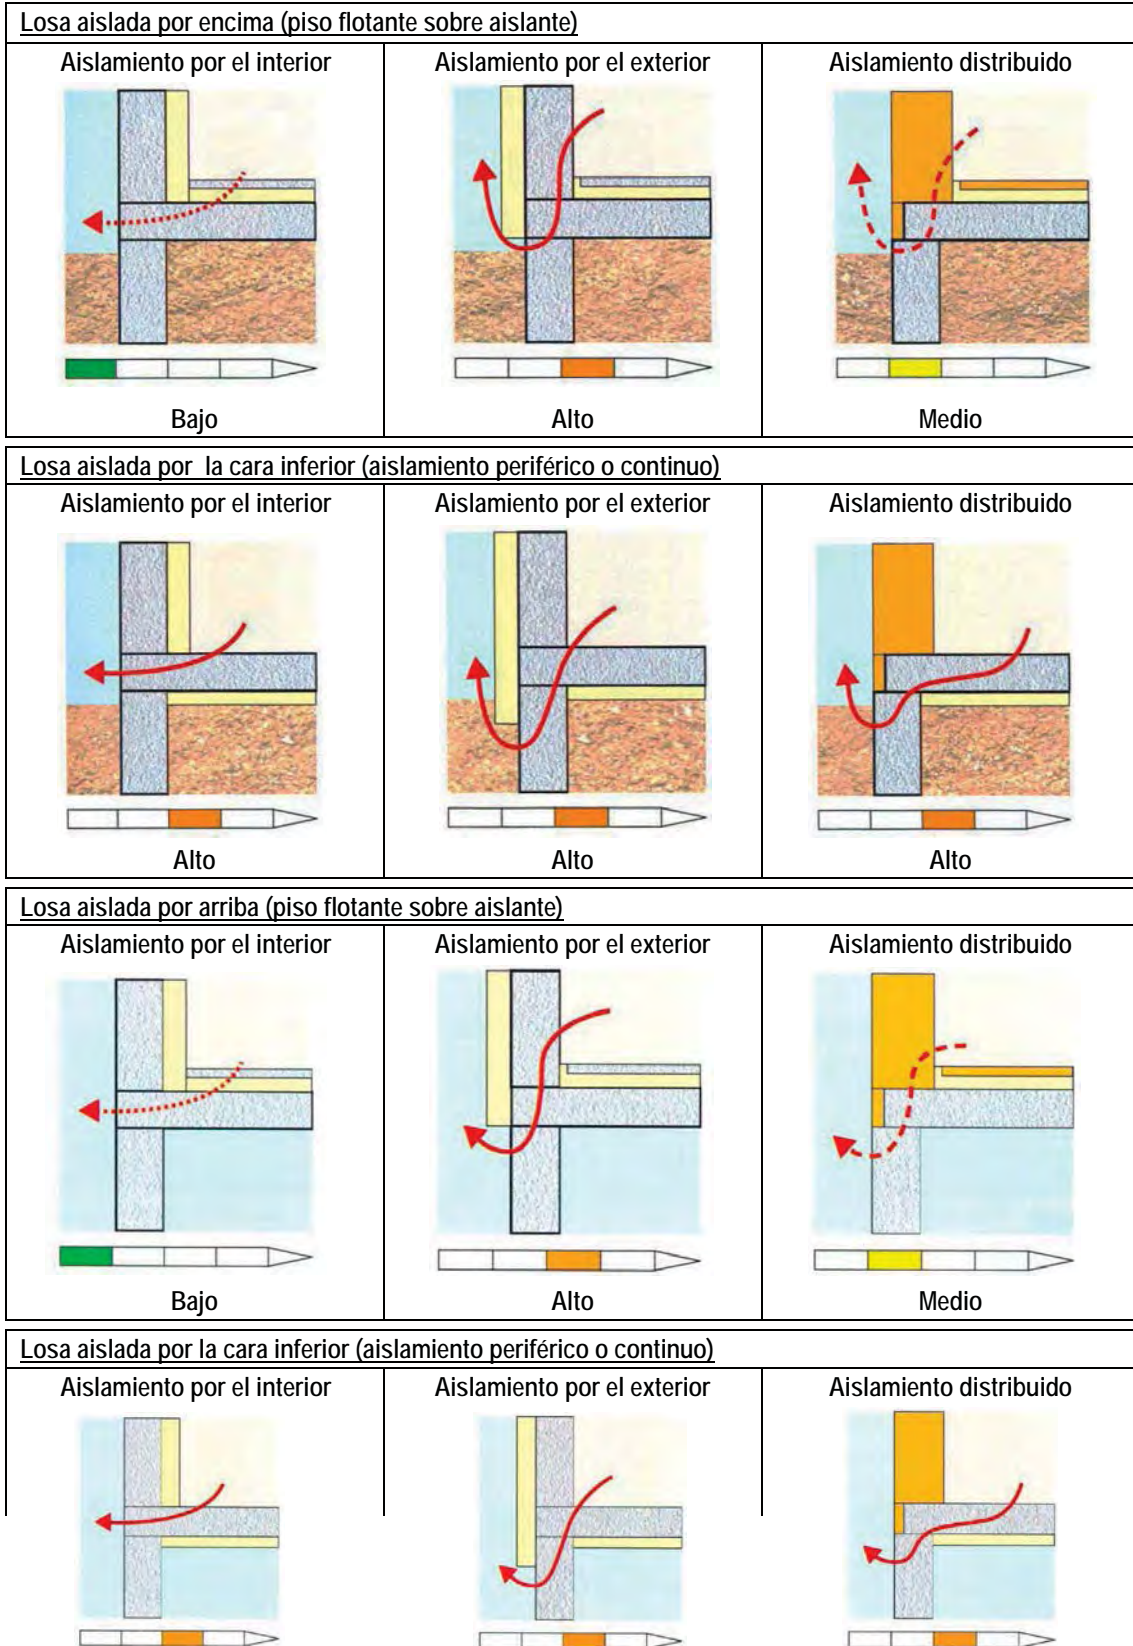 Losa aislada por encima (piso flotante sobre aislante)
Aislamiento por el interior Aislamiento por el exterior Aislamiento distribuido
Bajo Alto Medio
Losa aislada por la cara inferior (aislamiento periférico o continuo)
Aislamiento por el interior Aislamiento por el exterior Aislamiento distribuido
Alto Alto Alto
Losa aislada por arriba (piso flotante sobre aislante)
Aislamiento por el interior Aislamiento por el exterior Aislamiento distribuido
Bajo Alto Medio
Losa aislada por la cara inferior (aislamiento periférico o continuo)
Aislamiento por el interior Aislamiento por el exterior Aislamiento distribuido